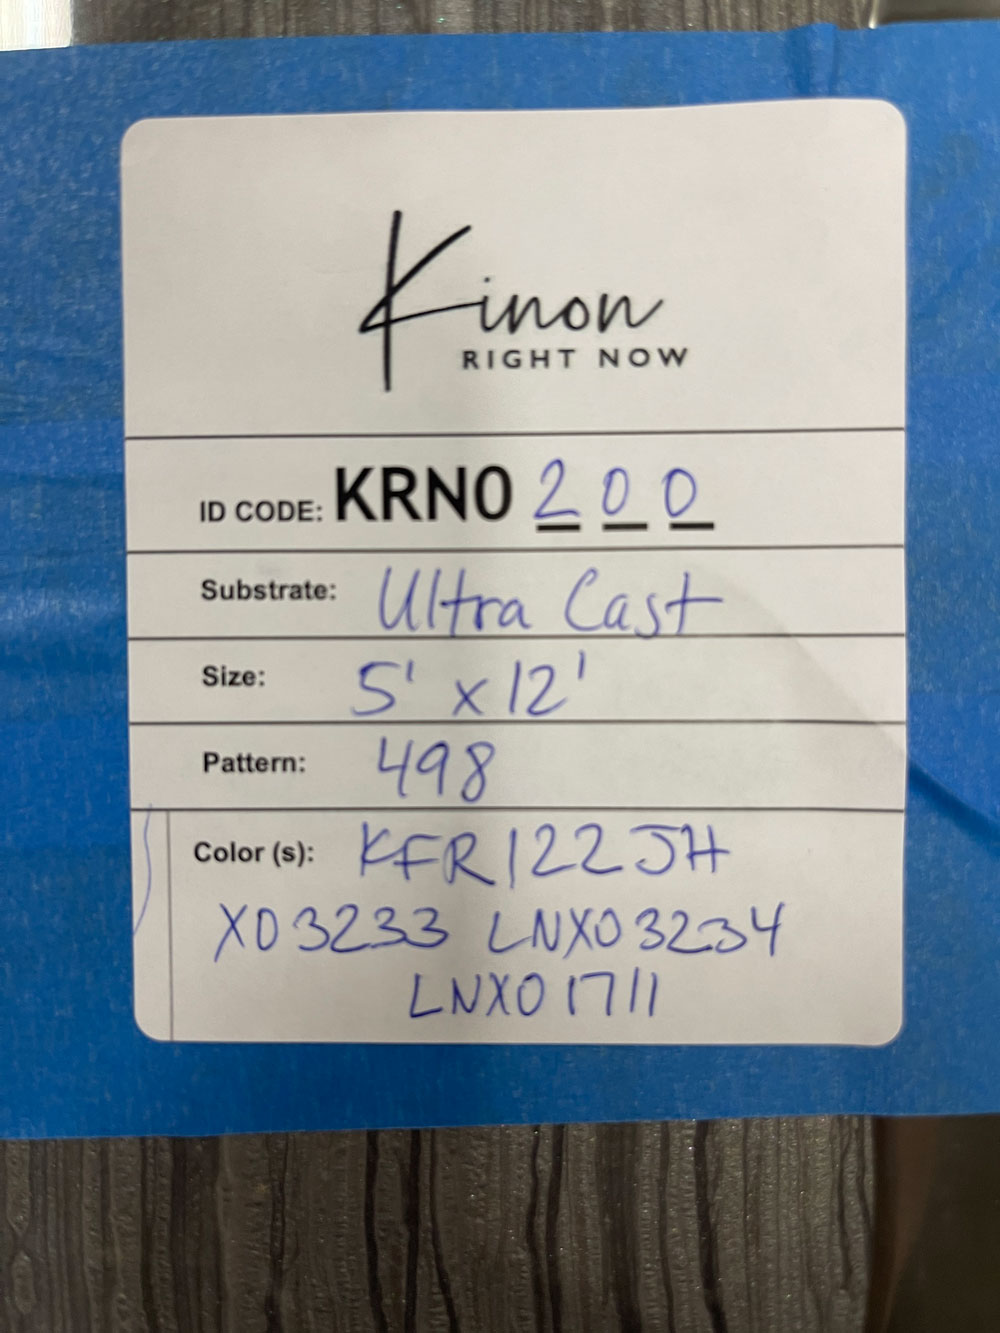 Kinon
RIGHT NOW
ID CODE: KRN0 200
Substrate: Ultra Cast
Size: 5' x 12'
Pattern: 498
Color (s): KFR122JH
X03233 LNX03234
LNX01711